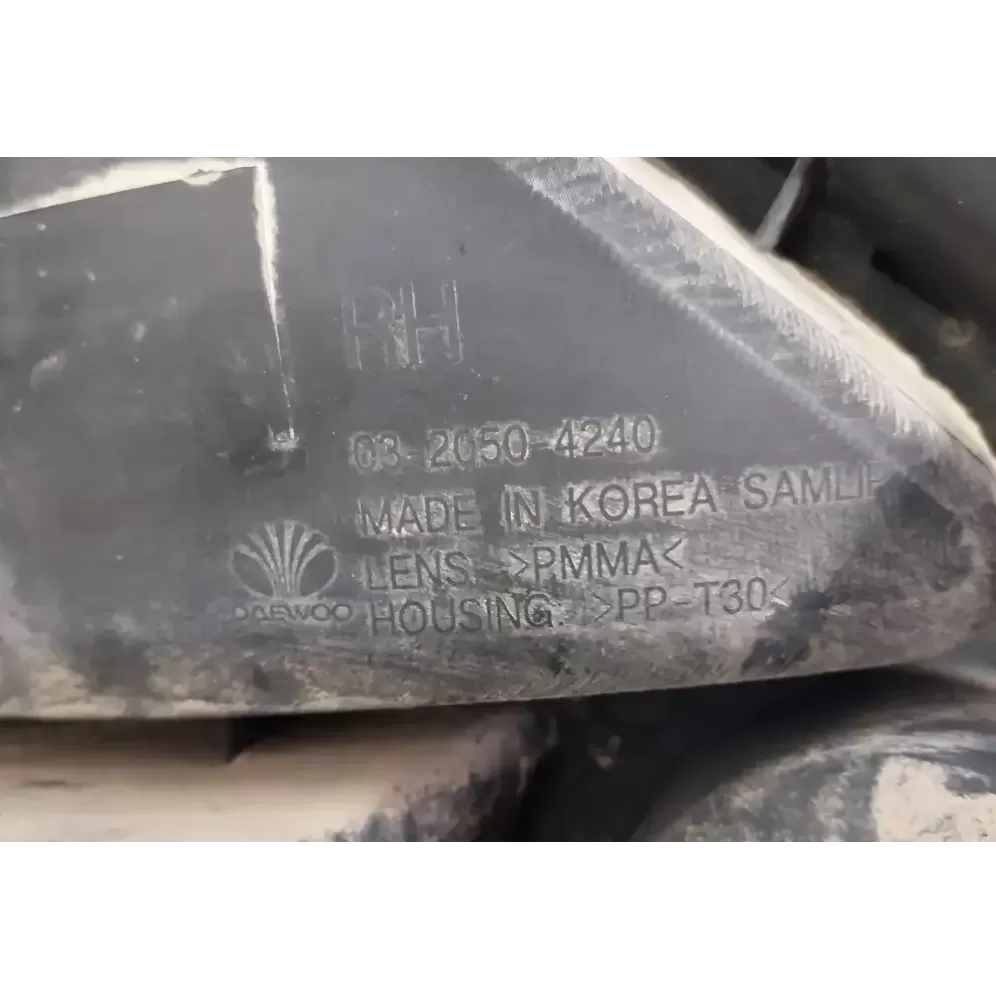 RH
03-2050-4240
MADE IN KOREA SAMLIP
LENS: >PMMA<
DAEWOO HOUSING: >PP-T30<